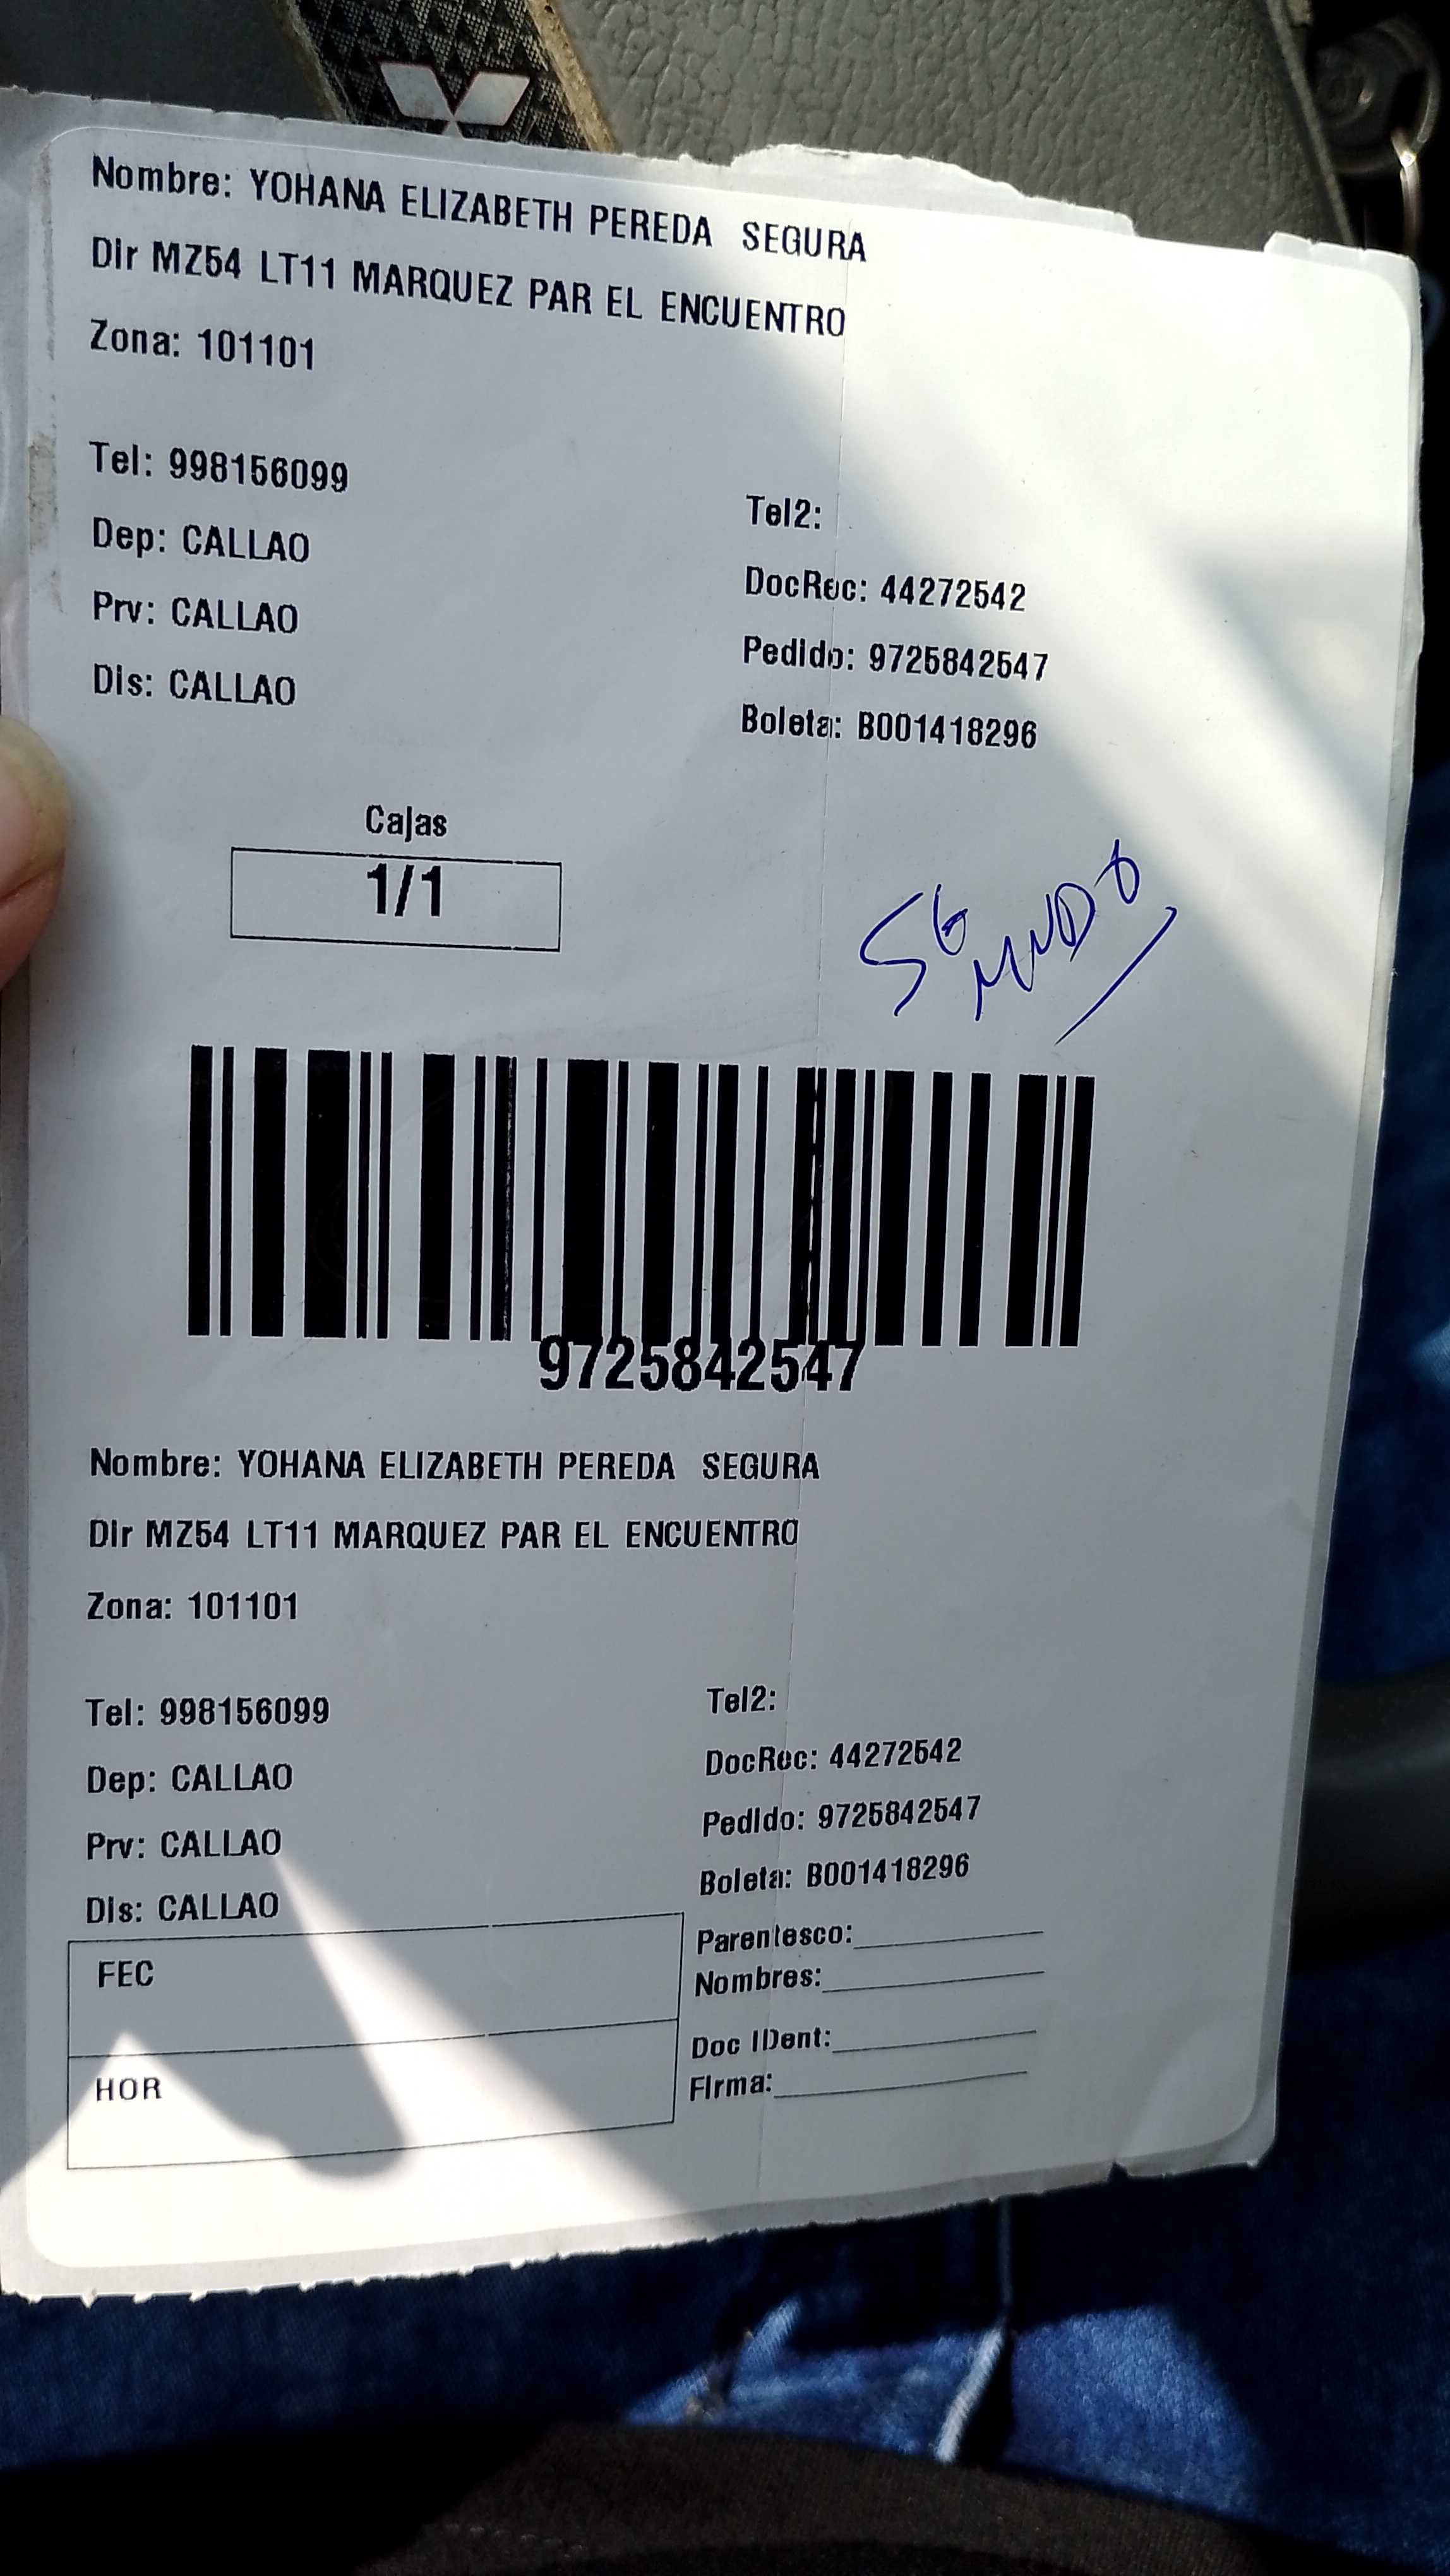 Nombre: YOHANA ELIZABETH PEREDA SEGURA
Dir MZ54 LT11 MARQUEZ PAR EL ENCUENTRO
Zona: 101101
Tel: 998156099
Tel2:
Dep: CALLAO
DocRec: 44272542
Prv: CALLAO
Pedido: 9725842547
Dis: CALLAO
Boleta: B001418296
Cajas
1/1
9725842547
Nombre: YOHANA ELIZABETH PEREDA SEGURA
Dir MZ54 LT11 MARQUEZ PAR EL ENCUENTRO
Zona: 101101
Tel: 998156099
Tel2:
Dep: CALLAO
DocRec: 44272542
Prv: CALLAO
Pedido: 9725842547
Dis: CALLAO
Boleta: B001418296
FEC
Parentesco:
Nombres:
HOR
Doc IDent:
Firma: